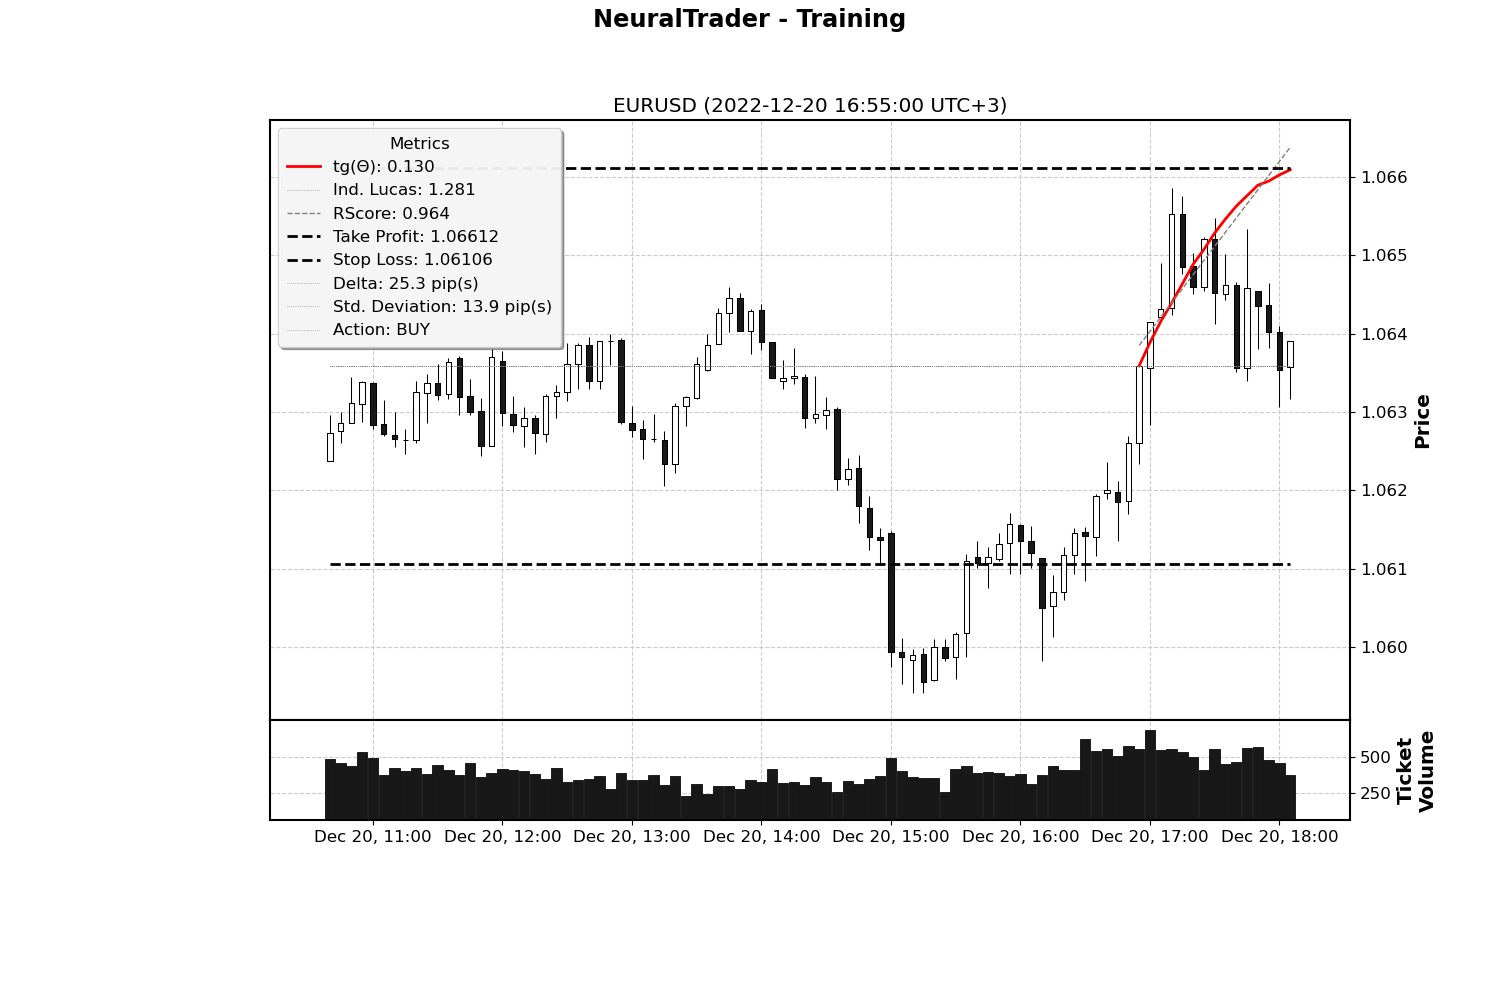 NeuralTrader - Training
EURUSD (2022-12-20 16:55:00 UTC+3)
Metrics
tg(Θ): 0.130
Ind. Lucas: 1.281
RScore: 0.964
Take Profit: 1.06612
Stop Loss: 1.06106
Delta: 25.3 pip(s)
Std. Deviation: 13.9 pip(s)
Action: BUY
1.066
1.065
1.064
1.063
1.062
1.061
1.060
Price
500
250
Ticket
Volume
Dec 20, 11:00
Dec 20, 12:00
Dec 20, 13:00
Dec 20, 14:00
Dec 20, 15:00
Dec 20, 16:00
Dec 20, 17:00
Dec 20, 18:00